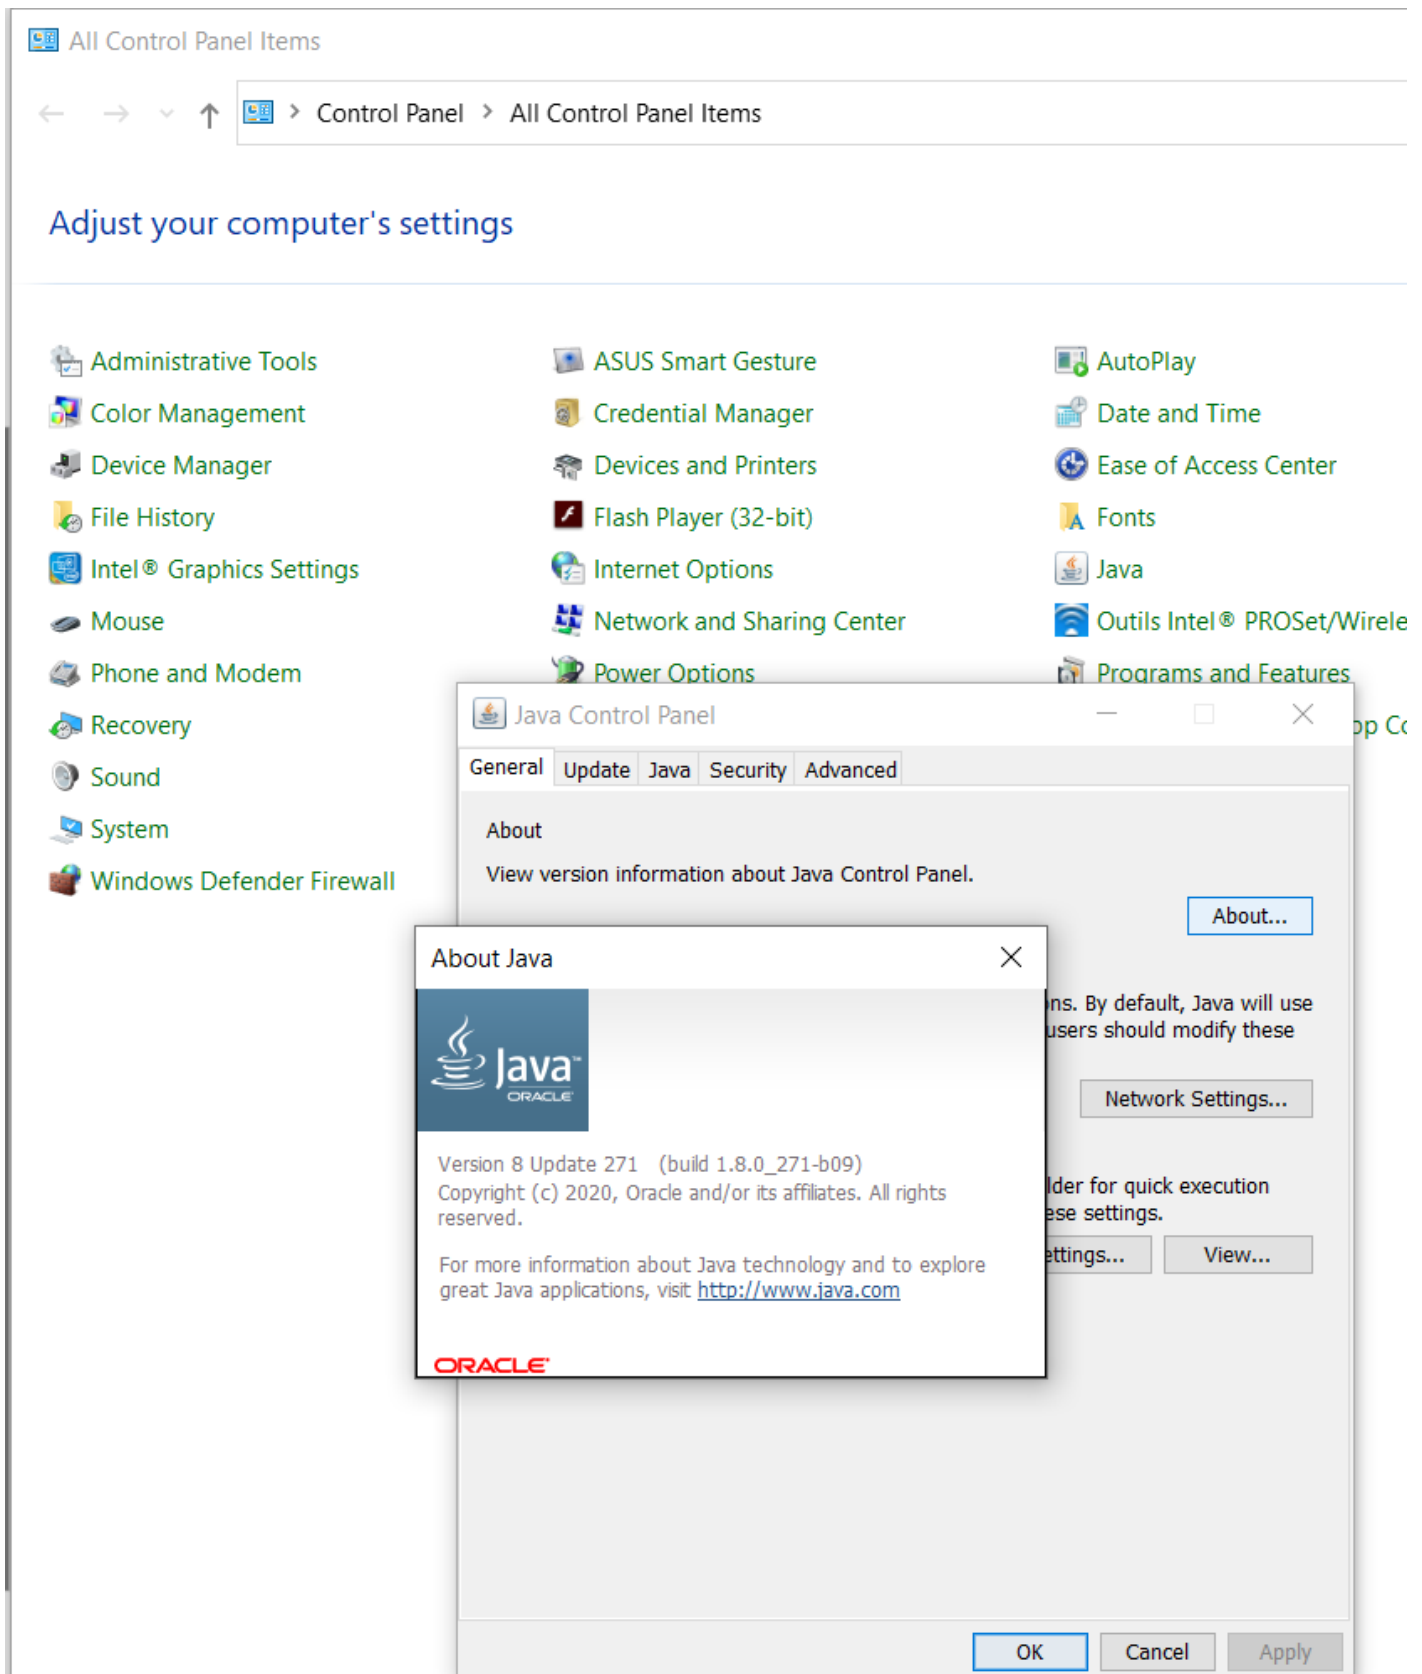 All Control Panel Items
Control Panel > All Control Panel Items
Adjust your computer's settings
Administrative Tools
ASUS Smart Gesture
AutoPlay
Color Management
Credential Manager
Date and Time
Device Manager
Devices and Printers
Ease of Access Center
File History
Flash Player (32-bit)
Fonts
Intel® Graphics Settings
Internet Options
Java
Mouse
Network and Sharing Center
Outils Intel® PROSet/Wirele
Phone and Modem
Power Options
Programs and Features
Recovery
Sound
System
Windows Defender Firewall
Java Control Panel
op Co
General
Update
Java
Security
Advanced
About
View version information about Java Control Panel.
About...
ns. By default, Java will use
users should modify these
Network Settings...
lder for quick execution
ese settings.
ettings...
View...
About Java
Java™
ORACLE
Version 8 Update 271 (build 1.8.0_271-b09)
Copyright (c) 2020, Oracle and/or its affiliates. All rights
reserved.
For more information about Java technology and to explore
great Java applications, visit http://www.java.com
ORACLE
OK
Cancel
Apply